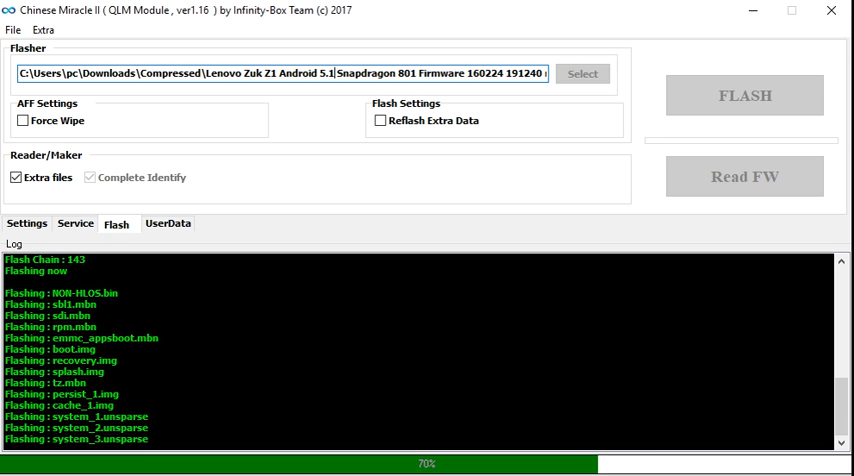 Chinese Miracle II ( QLM Module , ver1.16 ) by Infinity-Box Team (c) 2017
File Extra
Flasher
C:\Users\pc\Downloads\Compressed\Lenovo Zuk Z1 Android 5.1 Snapdragon 801 Firmware 160224 191240
Select
FLASH
AFF Settings
Force Wipe
Flash Settings
Reflash Extra Data
Reader/Maker
Extra files
Complete Identify
Read FW
Settings Service Flash UserData
Log
Flash Chain : 143
Flashing now
Flashing : NON-HLOS.bin
Flashing : sbl1.mbn
Flashing : sdi.mbn
Flashing : rpm.mbn
Flashing : emmc_appsboot.mbn
Flashing : boot.img
Flashing : recovery.img
Flashing : splash.img
Flashing : tz.mbn
Flashing : persist_1.img
Flashing : cache_1.img
Flashing : system_1.unsparse
Flashing : system_2.unsparse
Flashing : system_3.unsparse
70%